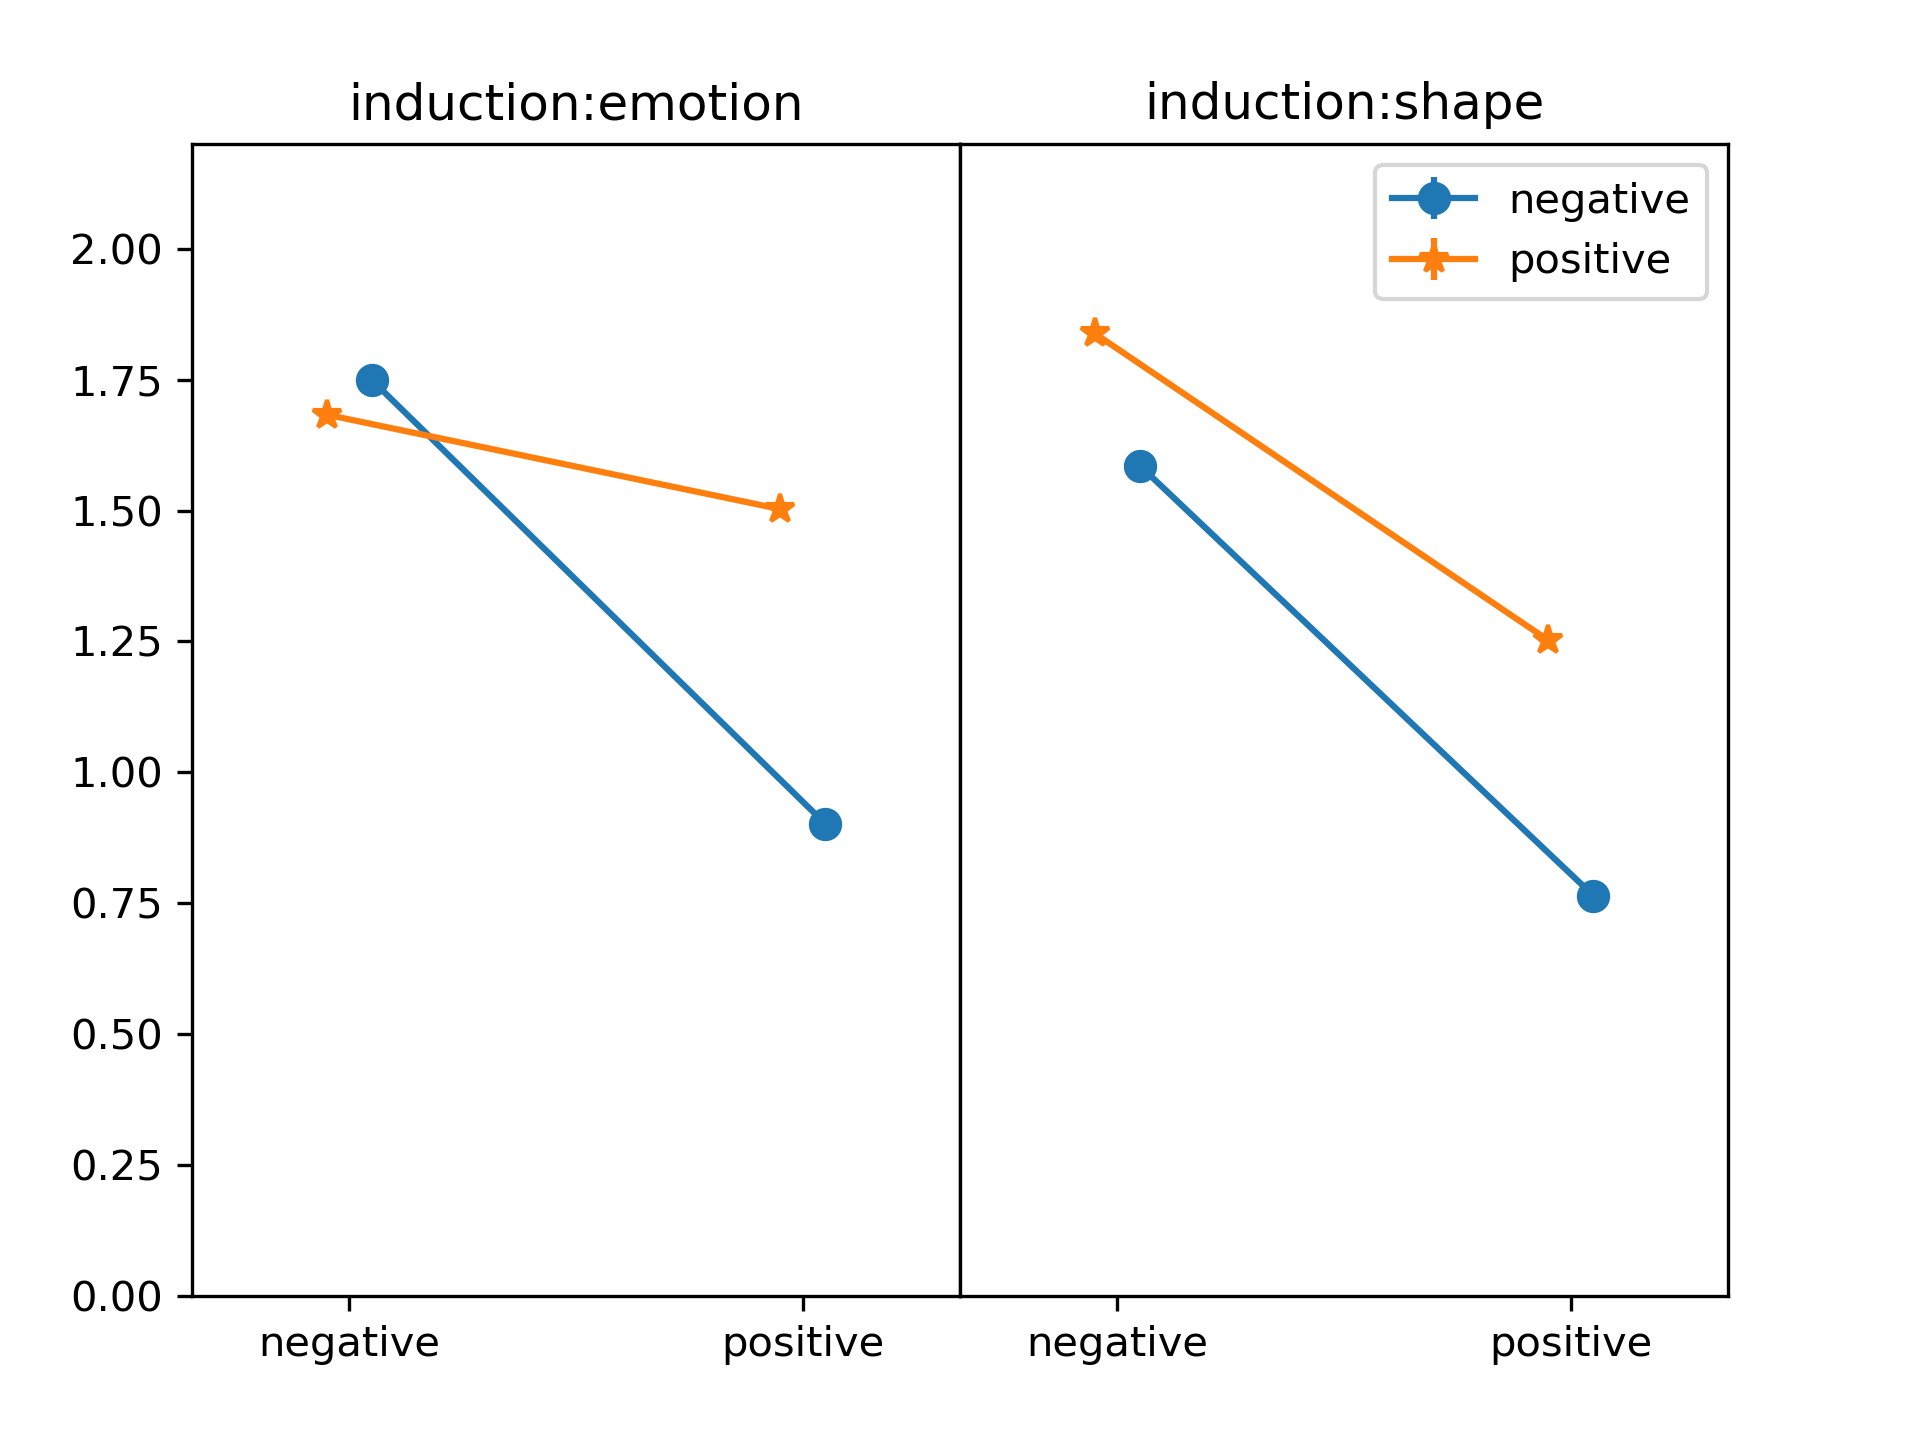 induction:emotion
induction:shape
negative
positive
2.00
1.75
1.50
1.25
1.00
0.75
0.50
0.25
0.00
negative
positive
negative
positive